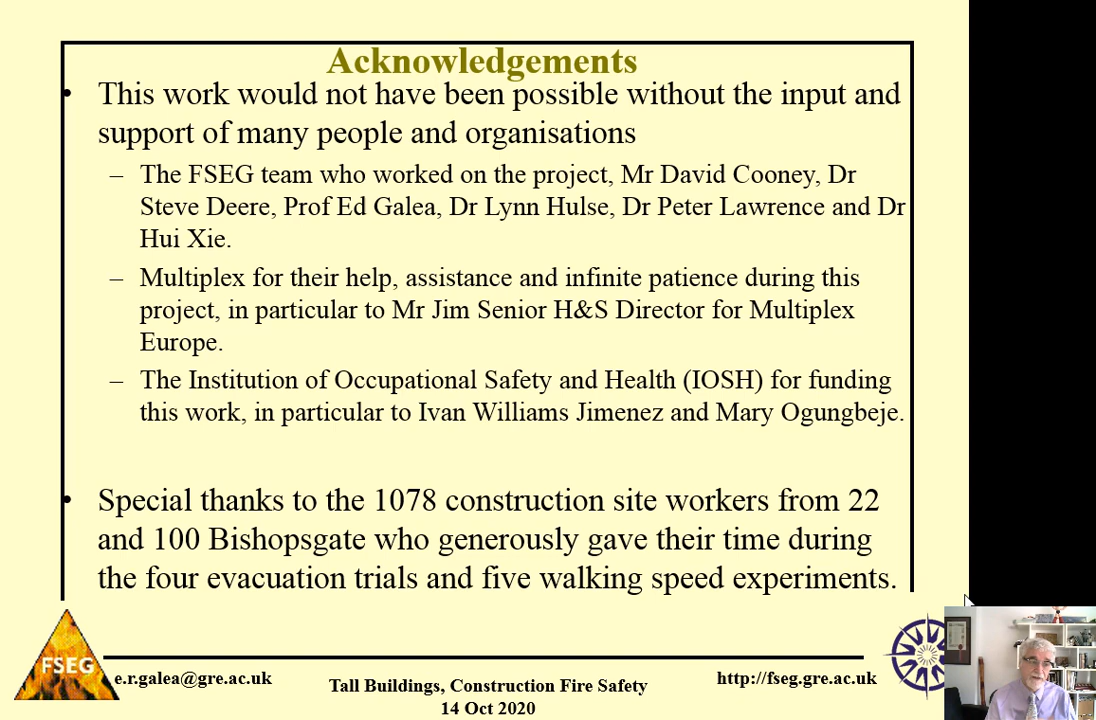 Acknowledgements
• This work would not have been possible without the input and
support of many people and organisations
– The FSEG team who worked on the project, Mr David Cooney, Dr
Steve Deere, Prof Ed Galea, Dr Lynn Hulse, Dr Peter Lawrence and Dr
Hui Xie.
– Multiplex for their help, assistance and infinite patience during this
project, in particular to Mr Jim Senior H&S Director for Multiplex
Europe.
– The Institution of Occupational Safety and Health (IOSH) for funding
this work, in particular to Ivan Williams Jimenez and Mary Ogungbeje.
• Special thanks to the 1078 construction site workers from 22
and 100 Bishopsgate who generously gave their time during
the four evacuation trials and five walking speed experiments.
FSEG
e.r.galea@gre.ac.uk
Tall Buildings, Construction Fire Safety
14 Oct 2020
http://fseg.gre.ac.uk